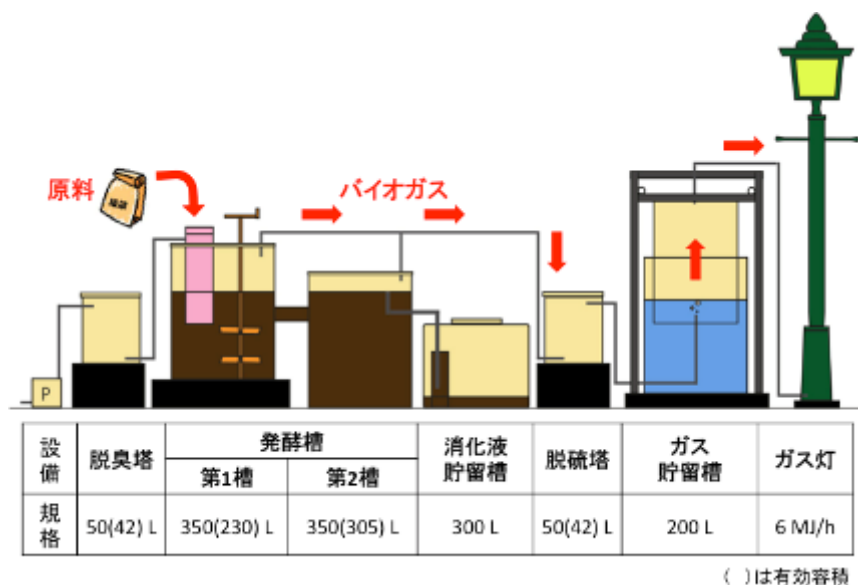 原料
バイオガス
P
設備 脱臭塔 発酵槽 消化液貯留槽 脱硫塔 ガス貯留槽 ガス灯
第1槽 第2槽
規格 50(42) L 350(230) L 350(305) L 300 L 50(42) L 200 L 6 MJ/h
( )は有効容積